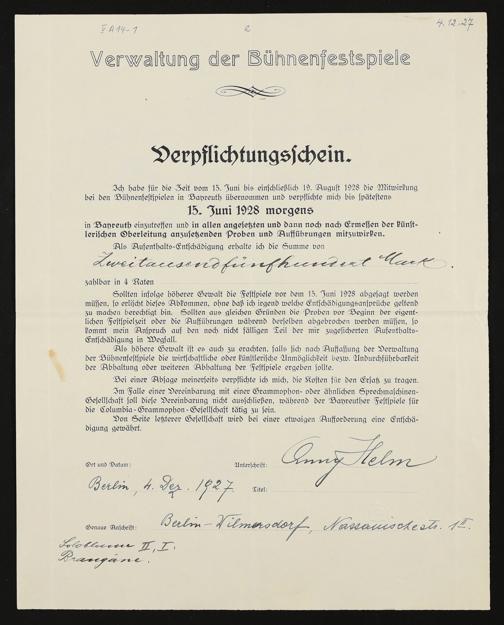 V A 14-1
2
4.12.27
Verwaltung der Bühnenfestspiele
Verpflichtungsschein.
Ich habe für die Zeit vom 15. Juni bis einschließlich 19. August 1928 die Mitwirkung
bei den Bühnenfestspielen in Bayreuth übernommen und verpflichte mich bis spätestens
15. Juni 1928 morgens
in Bayreuth einzutreffen und in allen angesetzten und dann noch nach Ermessen der künst-
lerischen Oberleitung anzusetzenden Proben und Aufführungen mitzuwirken.
Als Aufenthalts-Entschädigung erhalte ich die Summe von
Zweitausendfünfhundert Mark.
zahlbar in 4 Raten
Sollten infolge höherer Gewalt die Festspiele vor dem 15. Juni 1928 abgesagt werden
müssen, so erlischt dieses Abkommen, ohne daß ich irgend welche Entschädigungsansprüche geltend
zu machen berechtigt bin. Sollten aus gleichen Gründen die Proben vor Beginn der eigent-
lichen Festspielzeit oder die Aufführungen während derselben abgebrochen werden müssen, so
kommt mein Anspruch auf den noch nicht fälligen Teil der mir zugesicherten Aufenthalts-
Entschädigung in Wegfall.
Als höhere Gewalt ist es auch zu erachten, falls sich nach Auffassung der Verwaltung
der Bühnenfestspiele die wirtschaftliche oder künstlerische Unmöglichkeit bezw. Undurchführbarkeit
der Abhaltung oder weiteren Abhaltung der Festspiele ergeben sollte.
Bei einer Absage meinerseits verpflichte ich mich, die Kosten für den Ersatz zu tragen.
Im Falle einer Vereinbarung mit einer Grammophon- oder ähnlichen Sprechmaschinen-
Gesellschaft soll diese Vereinbarung nicht ausschließen, während der Bayreuther Festspiele für
die Columbia-Grammophon-Gesellschaft tätig zu sein.
Von Seite letzterer Gesellschaft wird bei einer etwaigen Aufforderung eine Entschä-
digung gewährt.
Ort und Datum:
Unterschrift: Anny Helm
Berlin, 4. Dez. 1927.
Titel:
Genaue Anschrift: Berlin-Wilmersdorf, Nassauischestr. 1
II, I.
Brangäne.